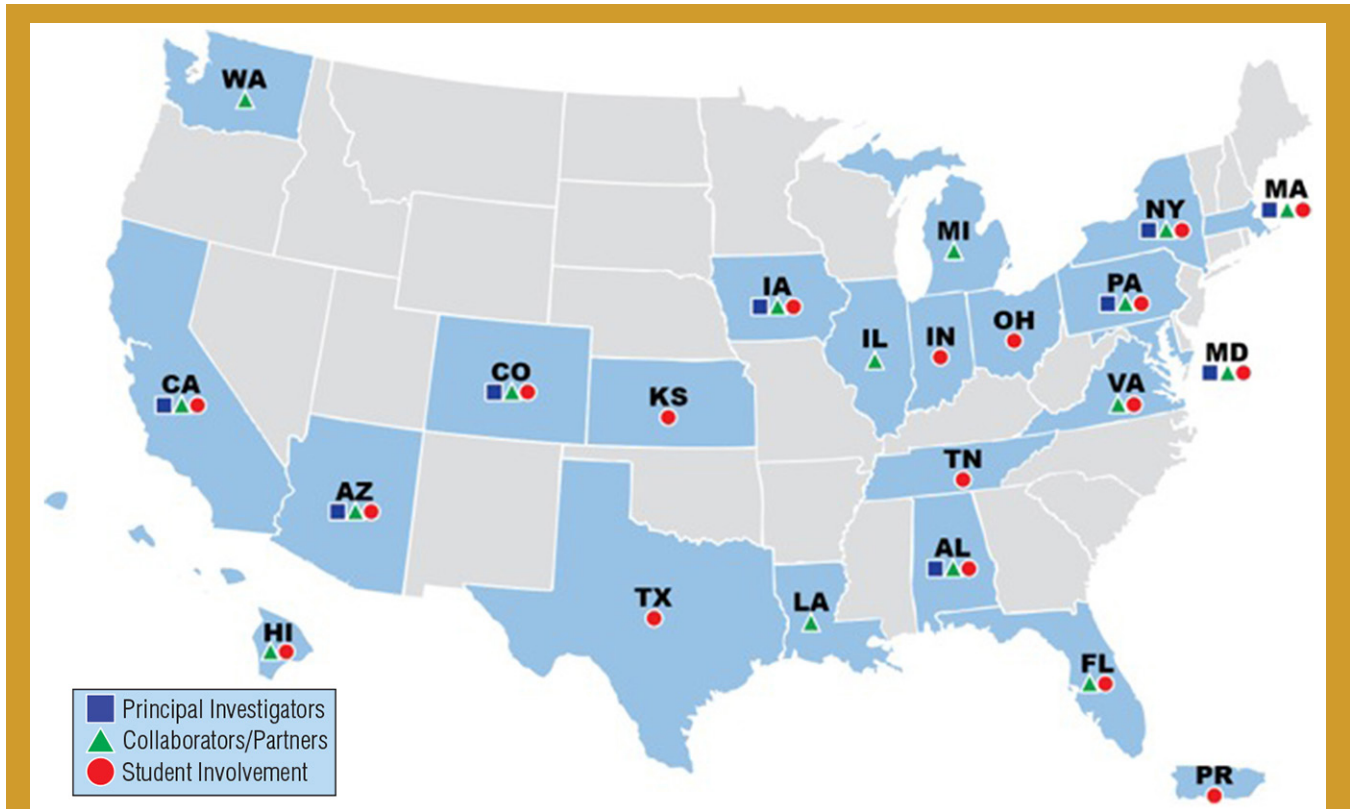 WA
MA
NY
MI
PA
IA
OH
IL
IN
MD
CO
CA
VA
KS
TN
AZ
AL
TX
LA
HI
FL
Principal Investigators
Collaborators/Partners
Student Involvement
PR